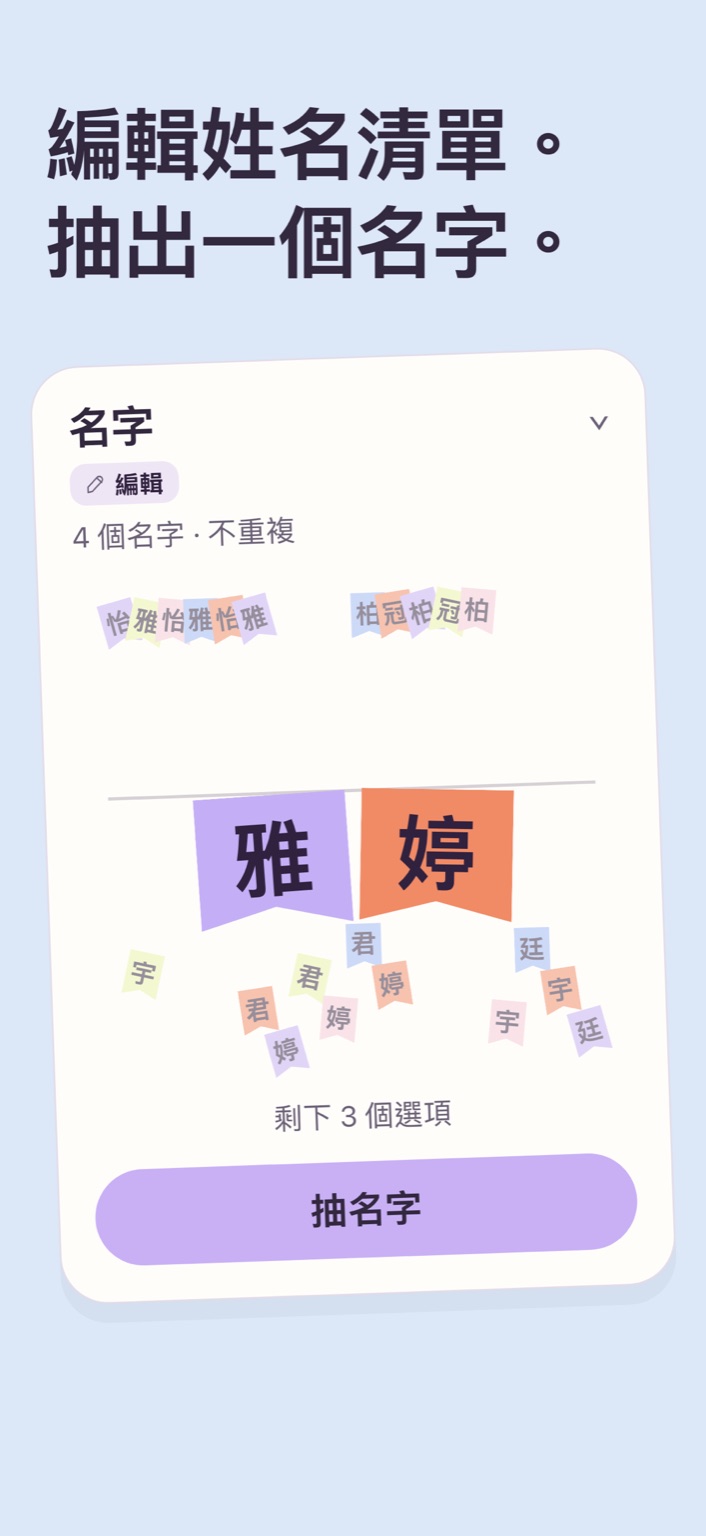 編輯姓名清單。
抽出一個名字。
名字
編輯
4 個名字 · 不重複
怡雅怡雅怡雅
柏冠柏冠柏
雅婷
君
廷
宇
君
婷
宇
君
婷
宇
廷
婷
剩下 3 個選項
抽名字